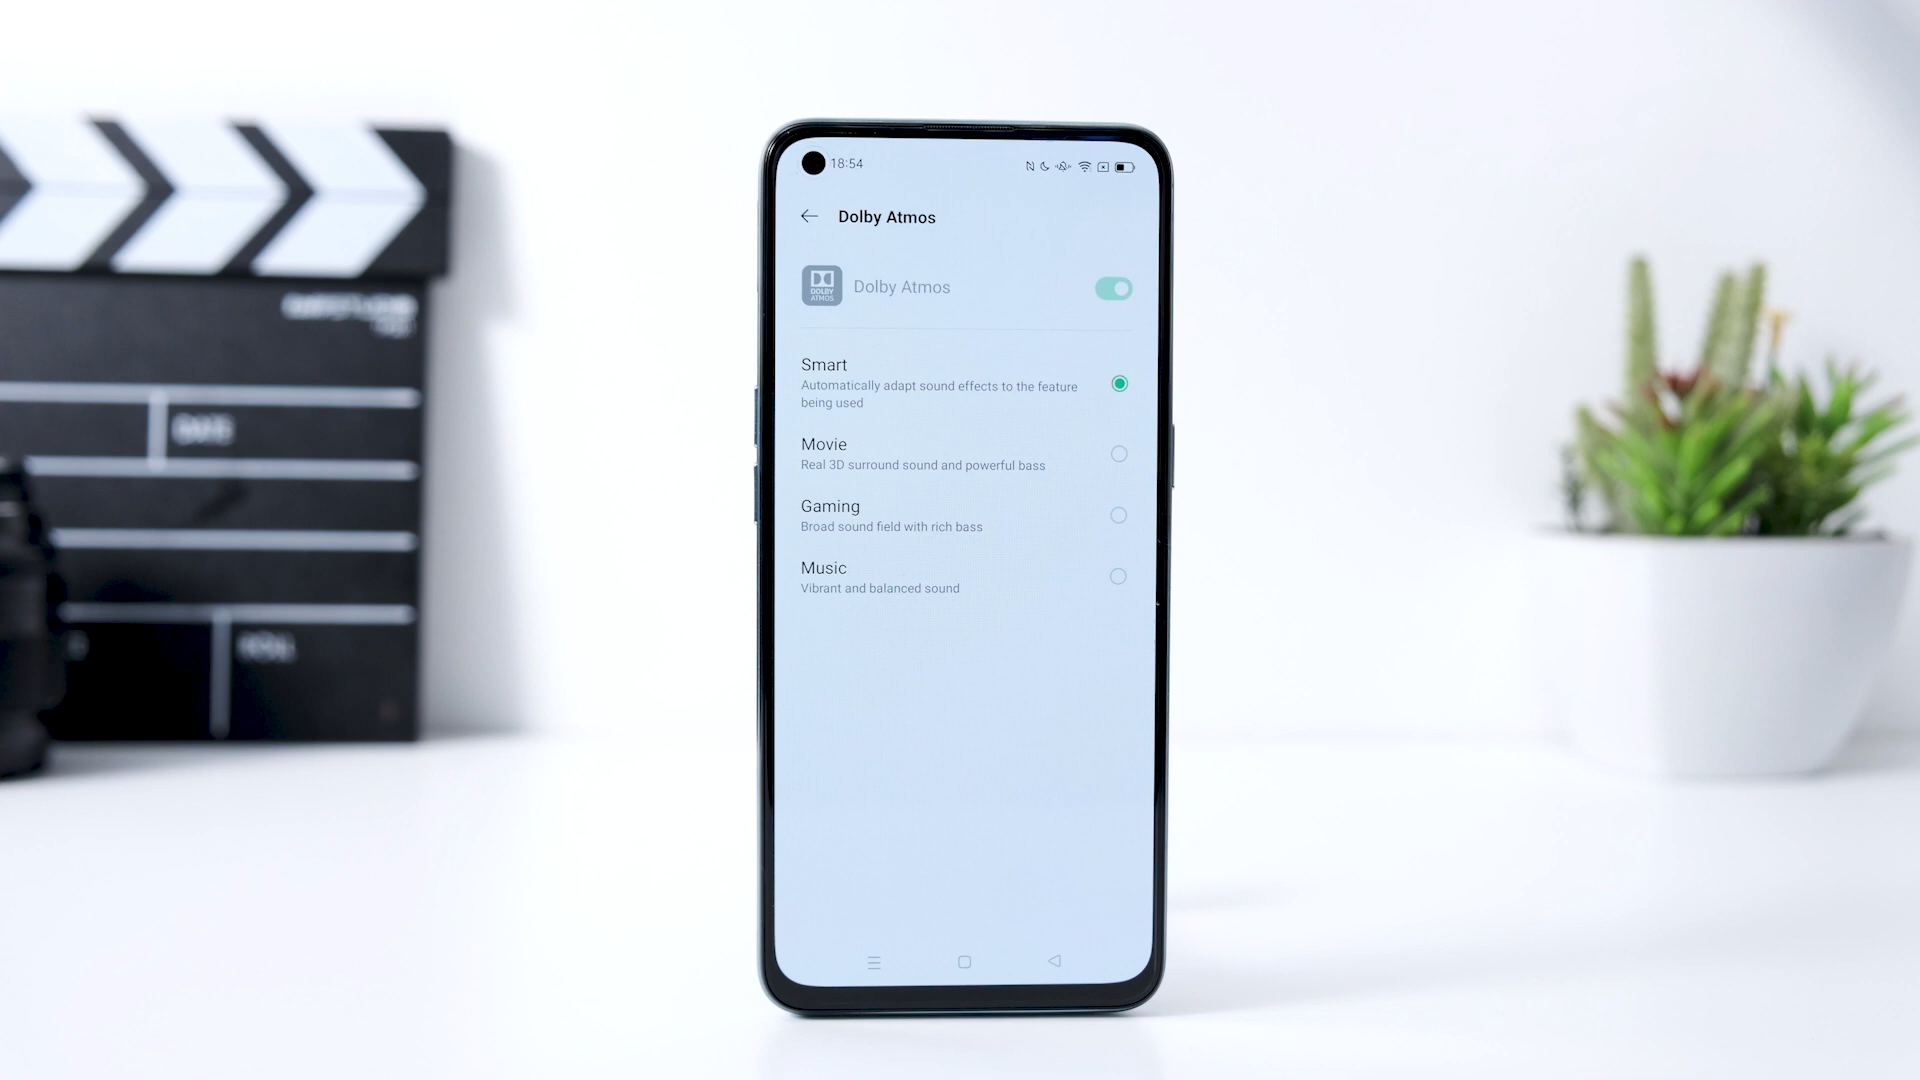 18:54
Dolby Atmos
DOLBY
ATMOS
Dolby Atmos
Smart
Automatically adapt sound effects to the feature
being used
Movie
Real 3D surround sound and powerful bass
Gaming
Broad sound field with rich bass
Music
Vibrant and balanced sound
DATE
ROLL